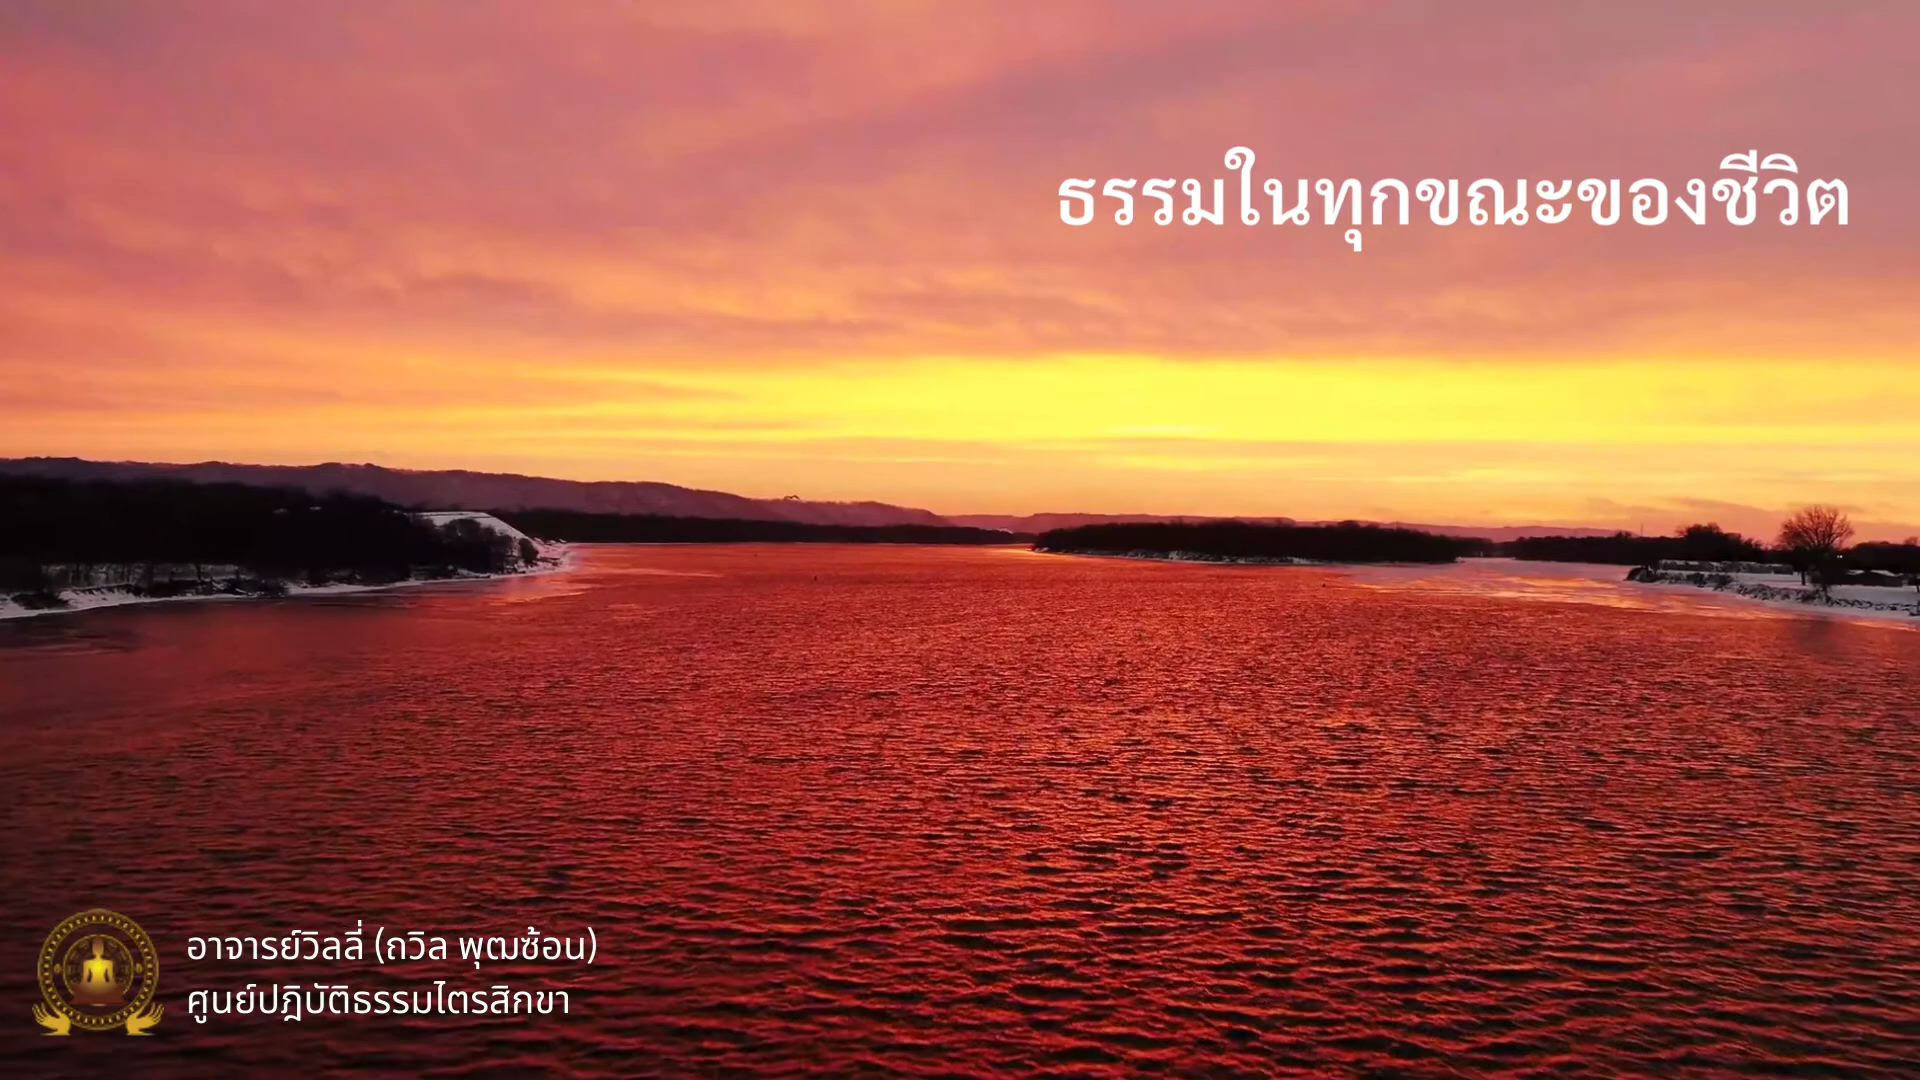 ธรรมในทุกขณะของชีวิต
อาจารย์วิลลี่ (ถวิล พุฒซ้อน)
ศูนย์ปฎิบัติธรรมไตรสิกขา